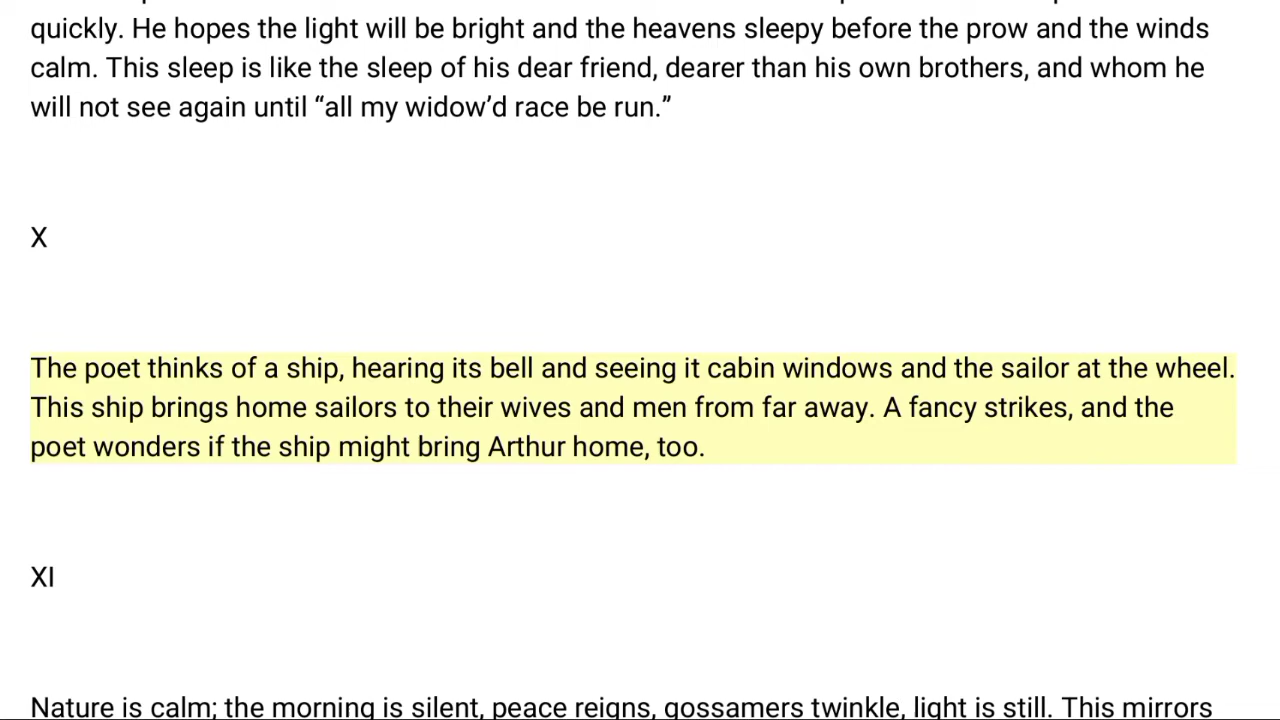 quickly. He hopes the light will be bright and the heavens sleepy before the prow and the winds
calm. This sleep is like the sleep of his dear friend, dearer than his own brothers, and whom he
will not see again until “all my widow’d race be run.”
X
The poet thinks of a ship, hearing its bell and seeing it cabin windows and the sailor at the wheel.
This ship brings home sailors to their wives and men from far away. A fancy strikes, and the
poet wonders if the ship might bring Arthur home, too.
XI
Nature is calm; the morning is silent, peace reigns, gossamers twinkle, light is still. This mirrors